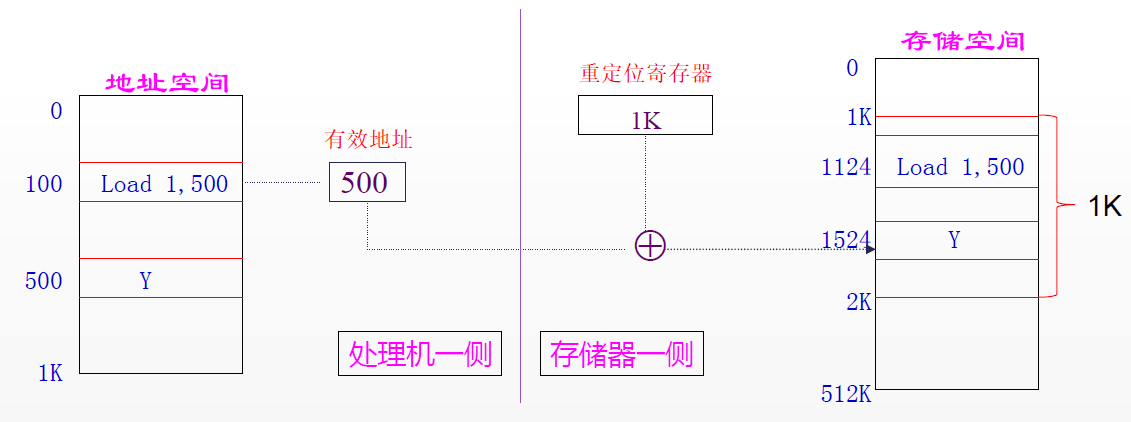 地址空间
0
100
Load 1,500
500
Y
1K
有效地址
500
处理机一侧
重定位寄存器
1K
存储器一侧
存储空间
0
1K
1124
Load 1,500
1524
Y
2K
512K
1K